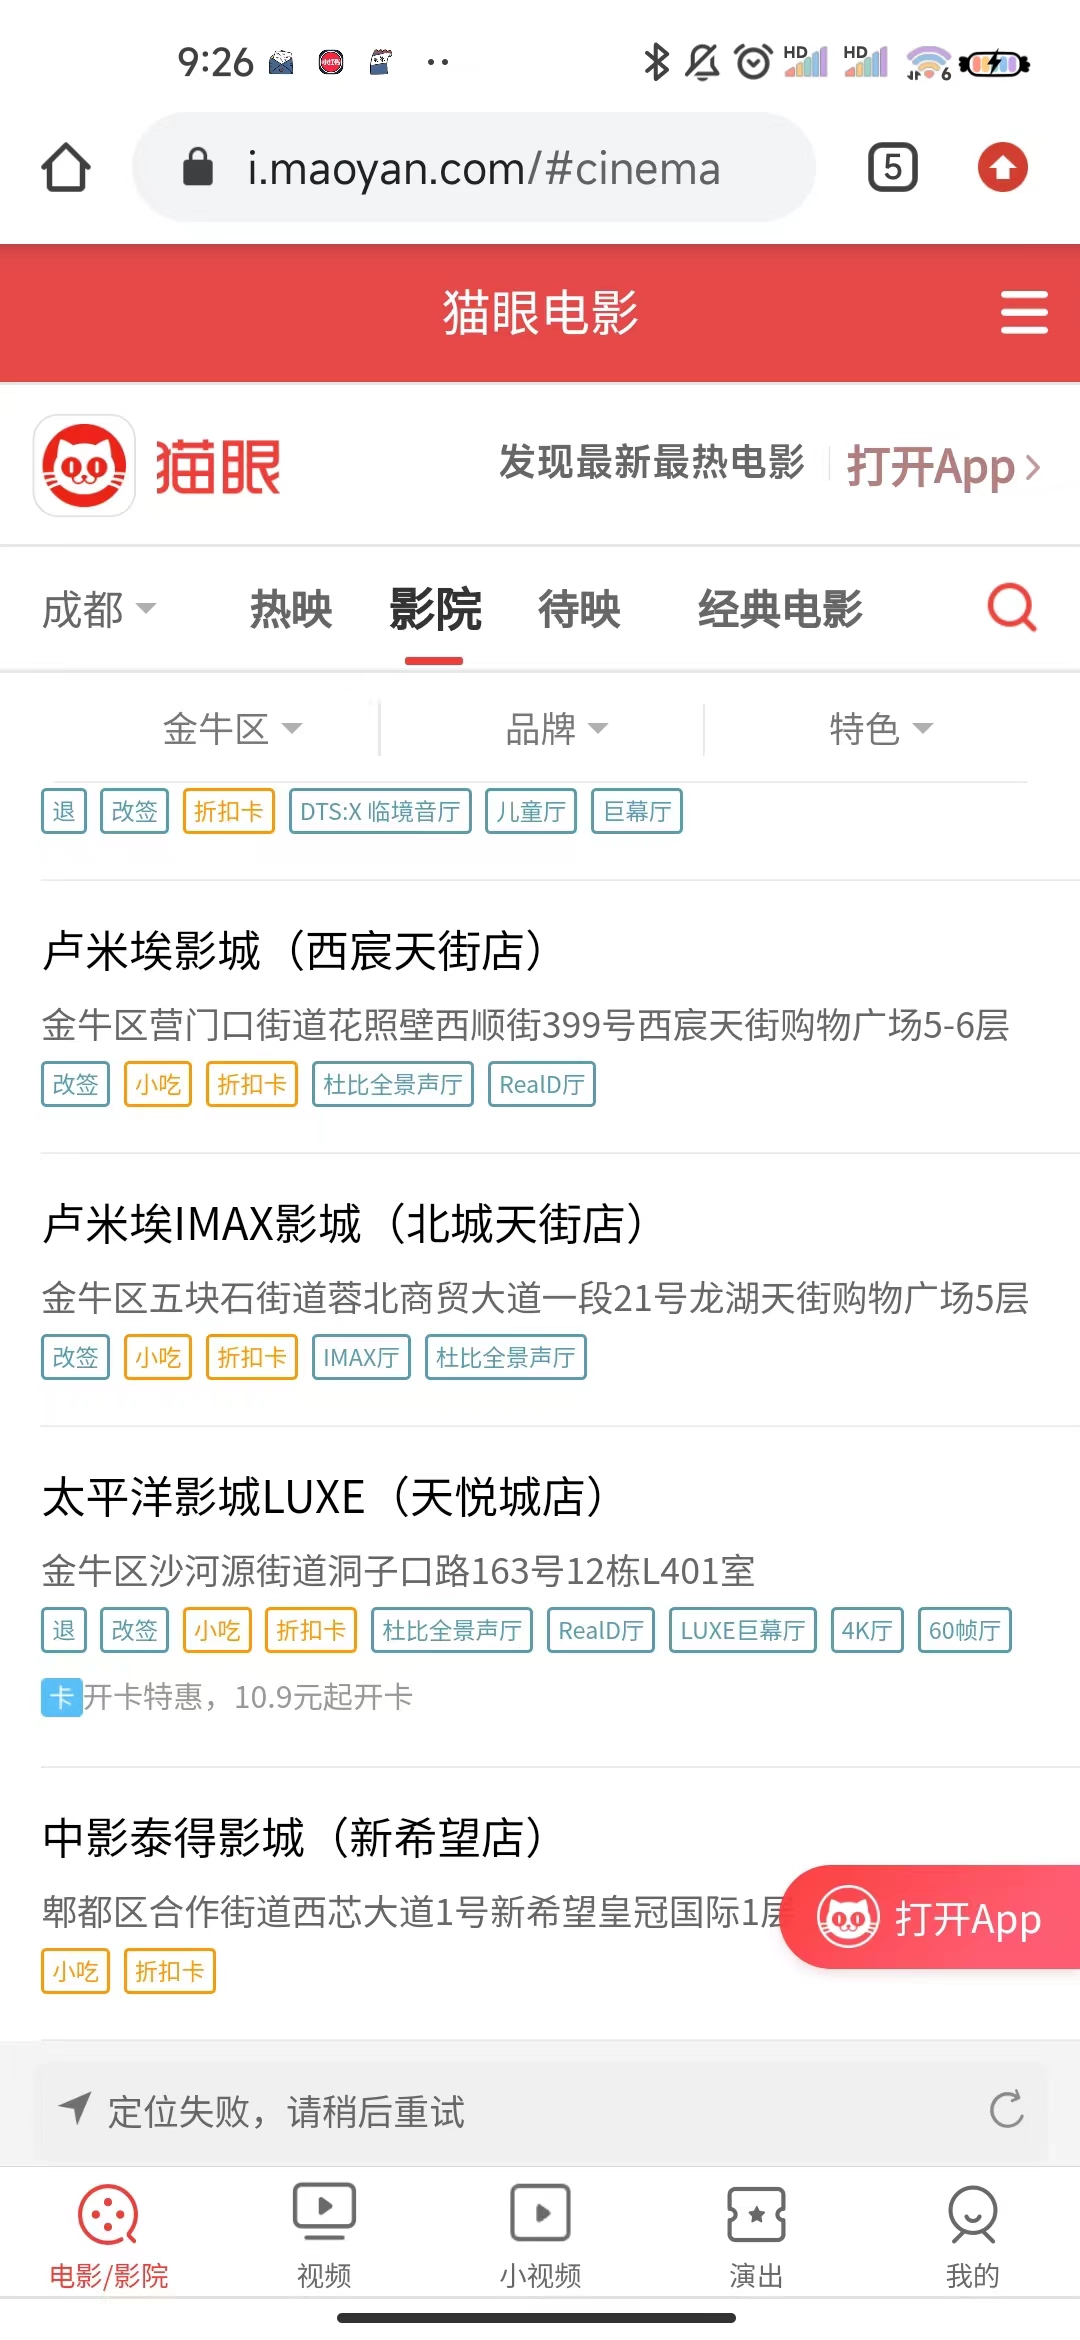 9:26
HD HD 6
i.maoyan.com/#cinema 5
猫眼电影
猫眼 发现最新最热电影 打开App
成都 热映 影院 待映 经典电影
金牛区 品牌 特色
退 改签 折扣卡 DTS:X 临境音厅 儿童厅 巨幕厅
卢米埃影城（西宸天街店）
金牛区营门口街道花照壁西顺街399号西宸天街购物广场5-6层
改签 小吃 折扣卡 杜比全景声厅 RealD厅
卢米埃IMAX影城（北城天街店）
金牛区五块石街道蓉北商贸大道一段21号龙湖天街购物广场5层
改签 小吃 折扣卡 IMAX厅 杜比全景声厅
太平洋影城LUXE（天悦城店）
金牛区沙河源街道洞子口路163号12栋L401室
退 改签 小吃 折扣卡 杜比全景声厅 RealD厅 LUXE巨幕厅 4K厅 60帧厅
卡 开卡特惠，10.9元起开卡
中影泰得影城（新希望店）
郫都区合作街道西芯大道1号新希望皇冠国际1层
打开App
小吃 折扣卡
定位失败，请稍后重试
电影/影院 视频 小视频 演出 我的